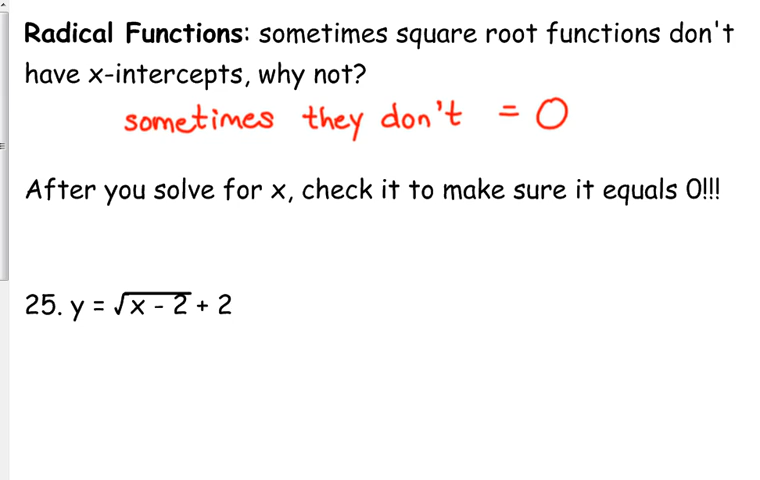 Radical Functions: sometimes square root functions don't
have x-intercepts, why not?
sometimes they don't = 0
After you solve for x, check it to make sure it equals 0!!!
25. y = √x - 2 + 2